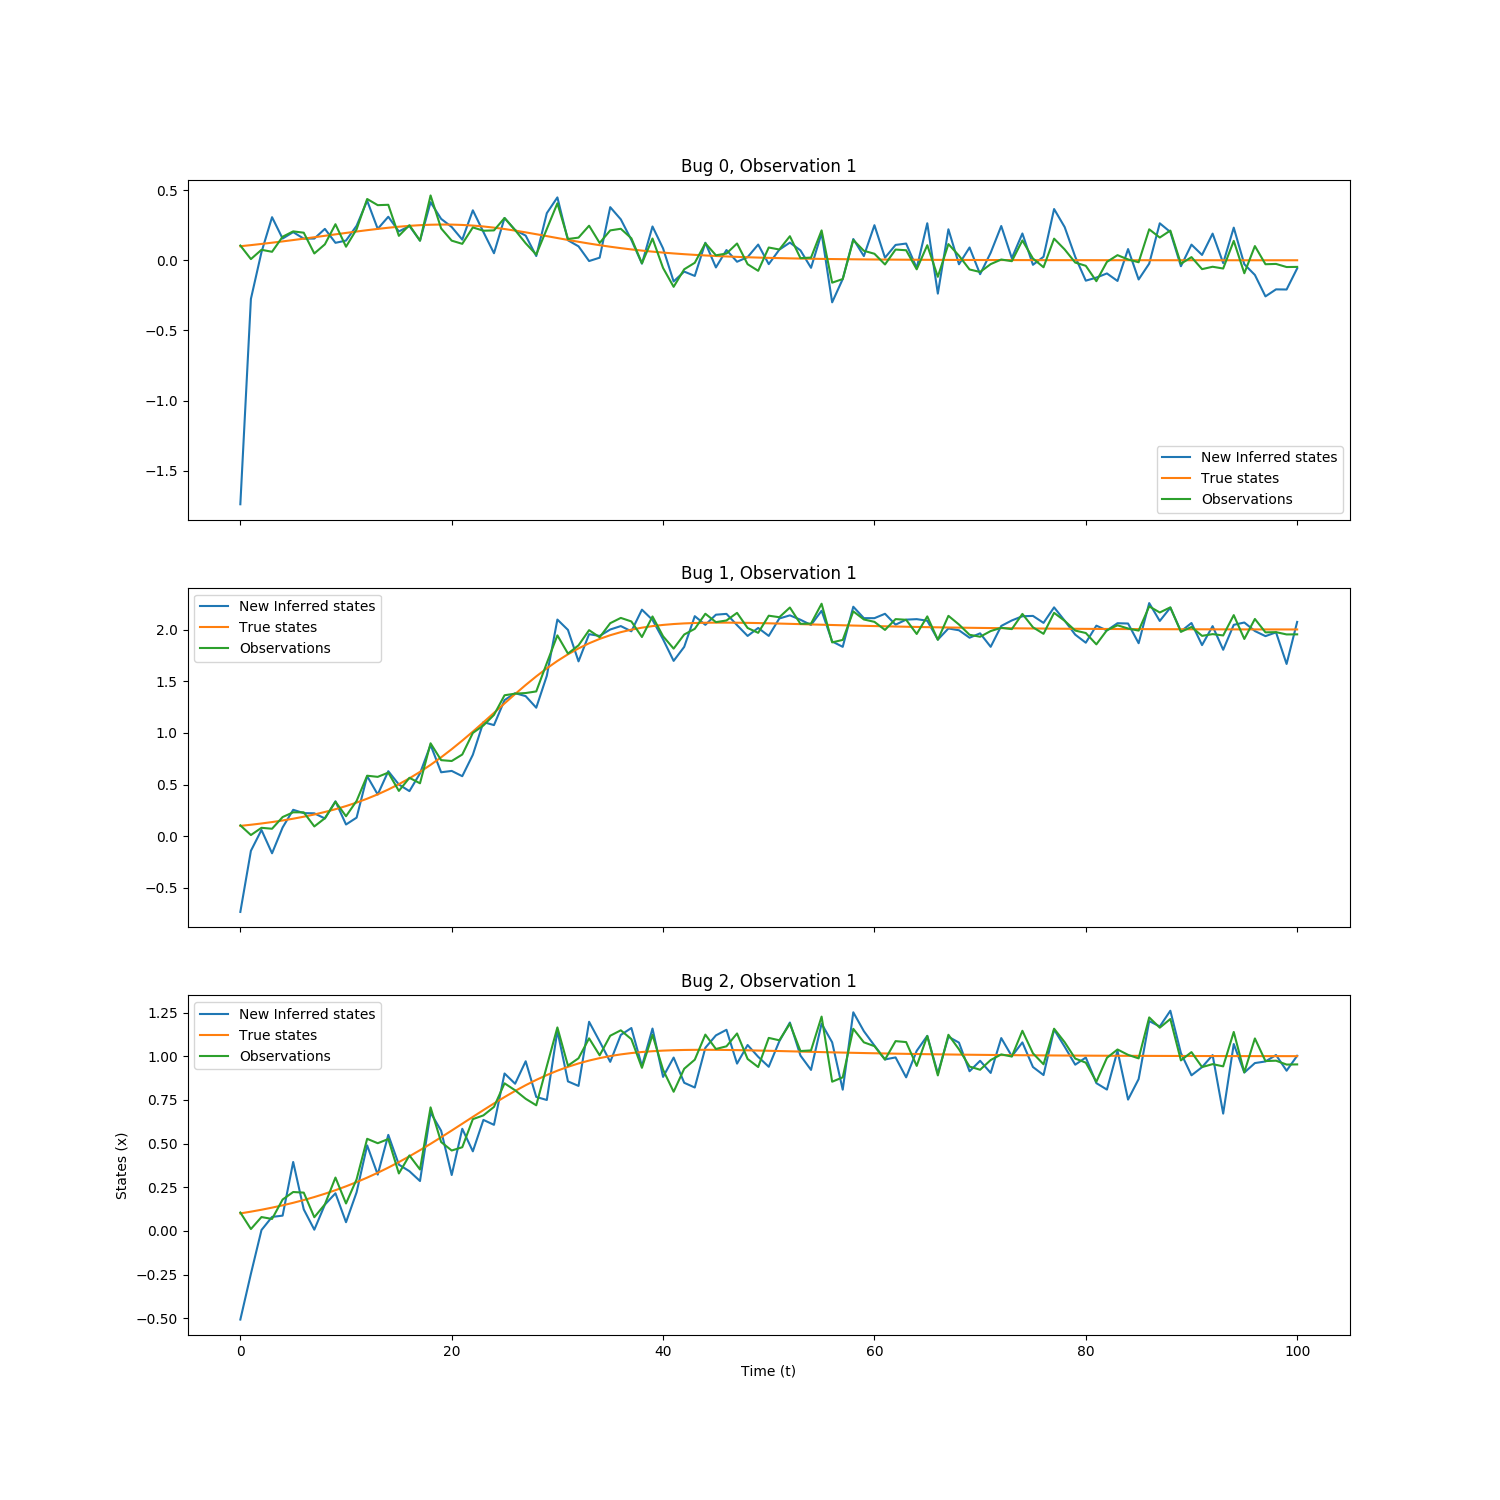 Bug 0, Observation 1
0.5
0.0
−0.5
−1.0
−1.5
New Inferred states
True states
Observations
Bug 1, Observation 1
2.0
1.5
1.0
0.5
0.0
−0.5
New Inferred states
True states
Observations
Bug 2, Observation 1
1.25
1.00
0.75
0.50
0.25
0.00
−0.25
−0.50
New Inferred states
True states
Observations
States (x)
0 20 40 60 80 100
Time (t)